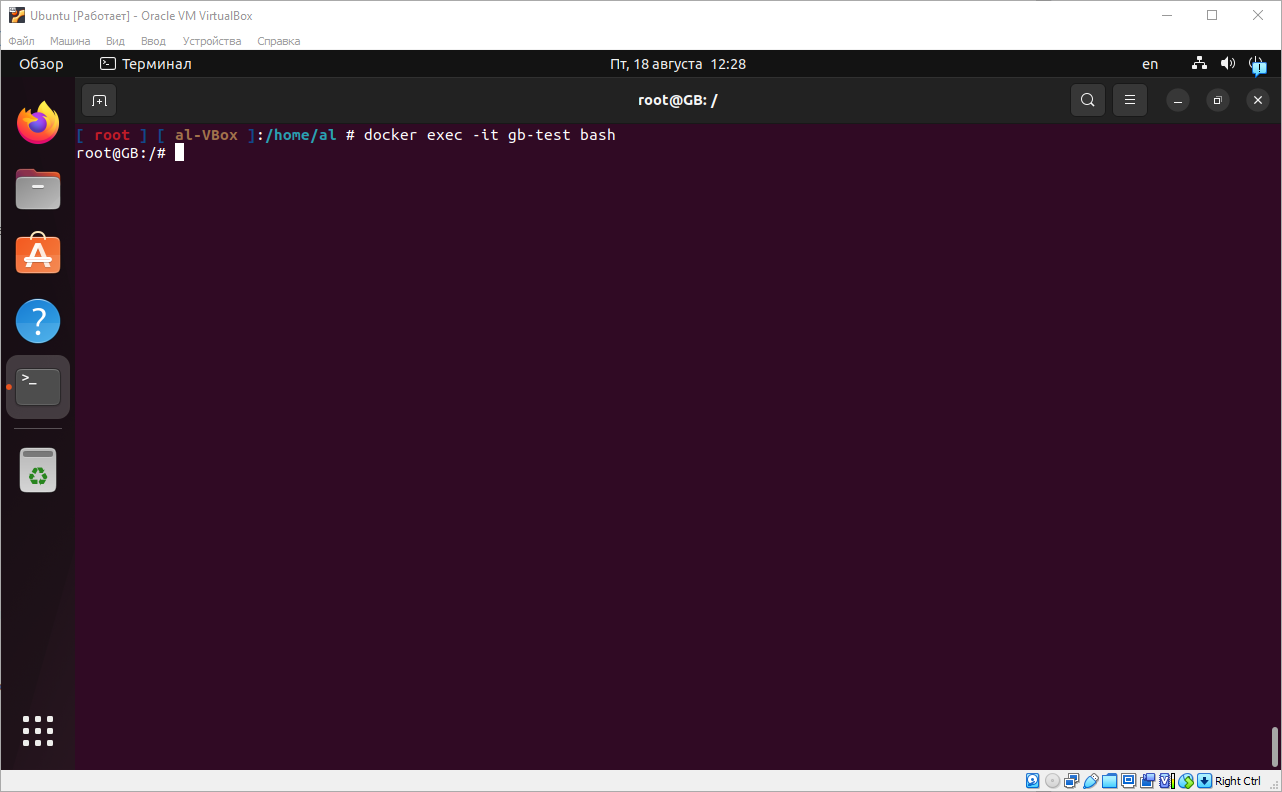 Ubuntu [Работает] - Oracle VM VirtualBox
Файл Машина Вид Ввод Устройства Справка
Обзор Терминал Пт, 18 августа 12:28 en
root@GB: /
[ root ] [ al-VBox ]:/home/al # docker exec -it gb-test bash
root@GB:/#
Right Ctrl